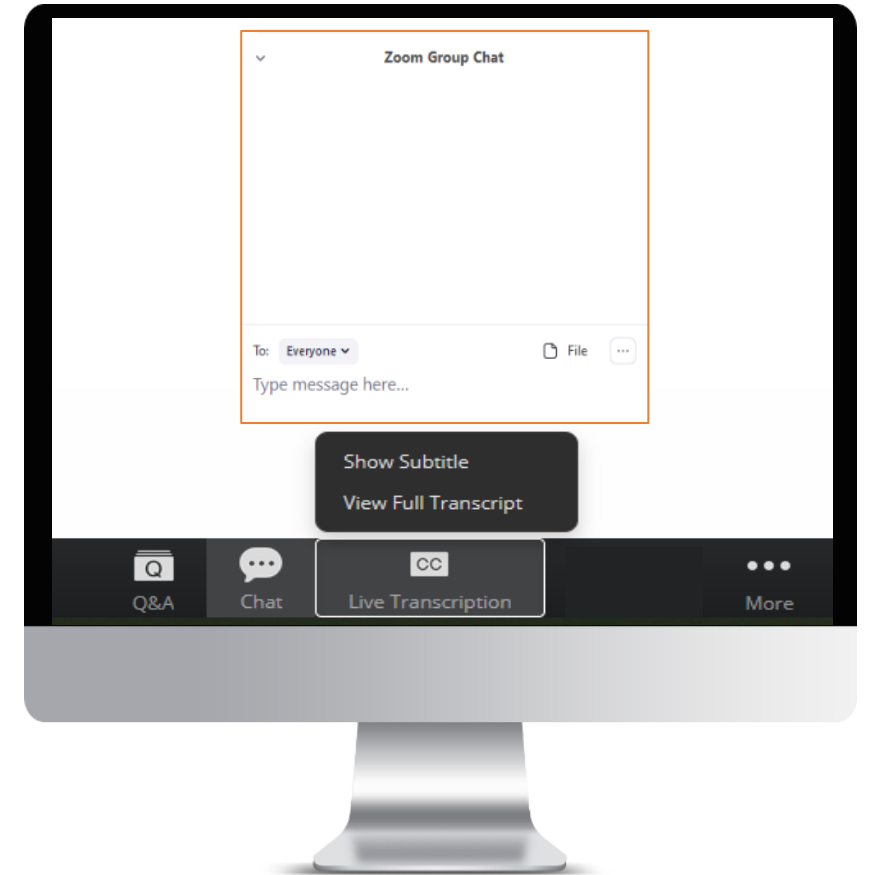 Zoom Group Chat
To: Everyone File
Type message here...
Show Subtitle
View Full Transcript
Q
CC
Q&A Chat Live Transcription More